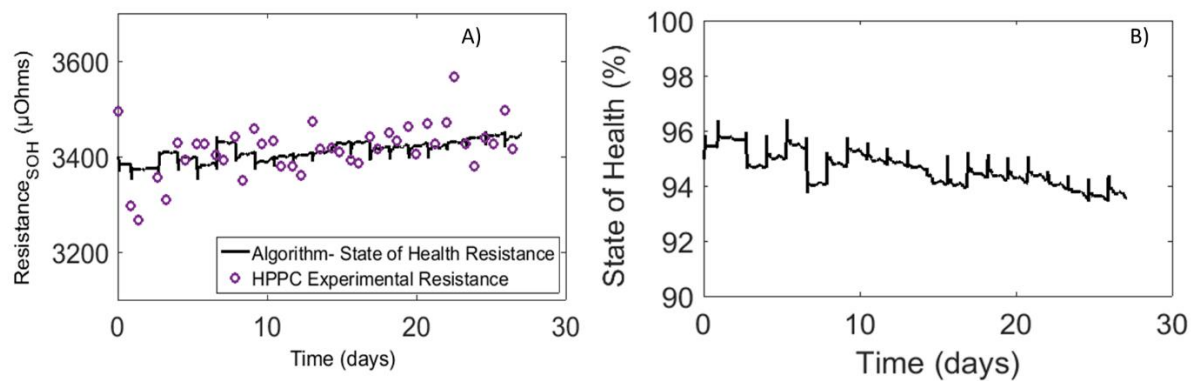 A)
3600
3400
3200
Resistance_SOH (µOhms)
Algorithm- State of Health Resistance
HPPC Experimental Resistance
0 10 20 30
Time (days)
B)
100
98
96
94
92
90
State of Health (%)
0 10 20 30
Time (days)